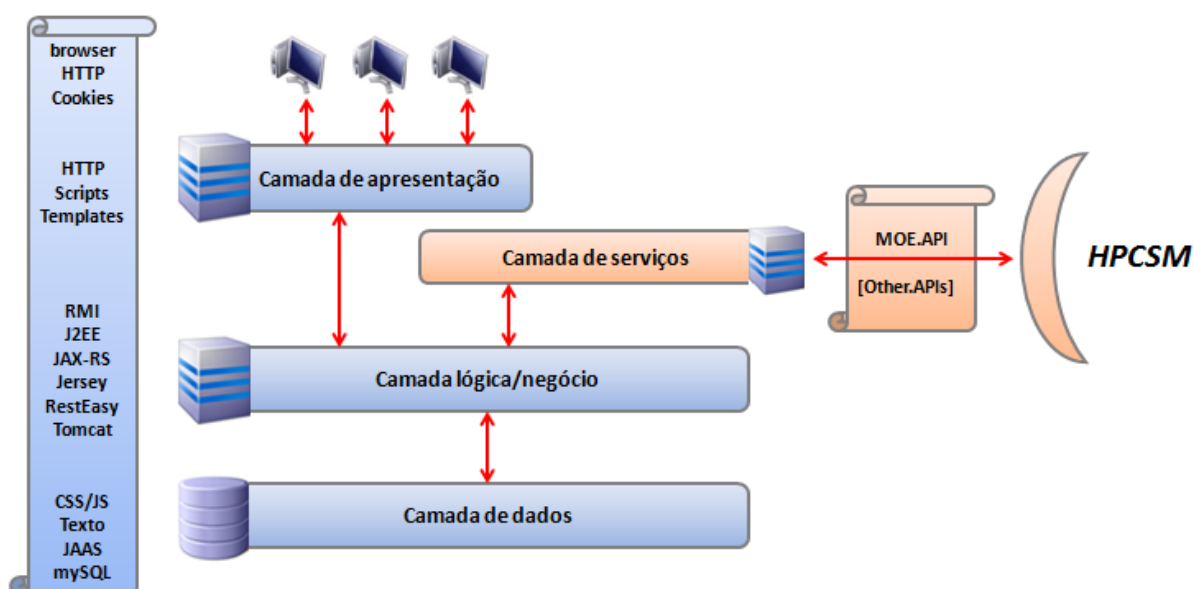 browser
HTTP
Cookies
HTTP
Scripts
Templates
RMI
J2EE
JAX-RS
Jersey
RestEasy
Tomcat
CSS/JS
Texto
JAAS
mySQL
Camada de apresentação
Camada de serviços
MOE.API
[Other.APIs]
HPCSM
Camada lógica/negócio
Camada de dados